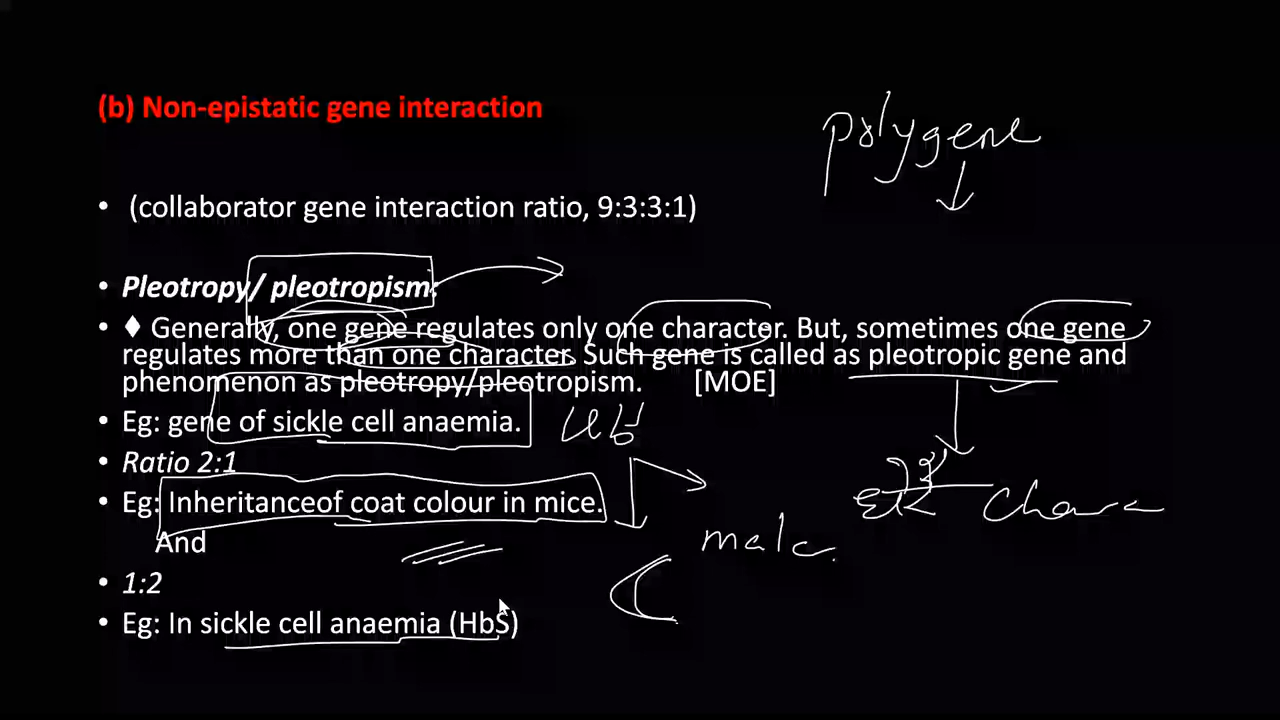 (b) Non-epistatic gene interaction
polygene
• (collaborator gene interaction ratio, 9:3:3:1)
• Pleotropy/ pleotropism:
• ♦ Generally, one gene regulates only one character. But, sometimes one gene
regulates more than one character. Such gene is called as pleotropic gene and
phenomenon as pleotropy/pleotropism. [MOE]
• Eg: gene of sickle cell anaemia.
Hb
• Ratio 2:1
• Eg: Inheritanceof coat colour in mice.
chara
And
mala
• 1:2
• Eg: In sickle cell anaemia (HbS)